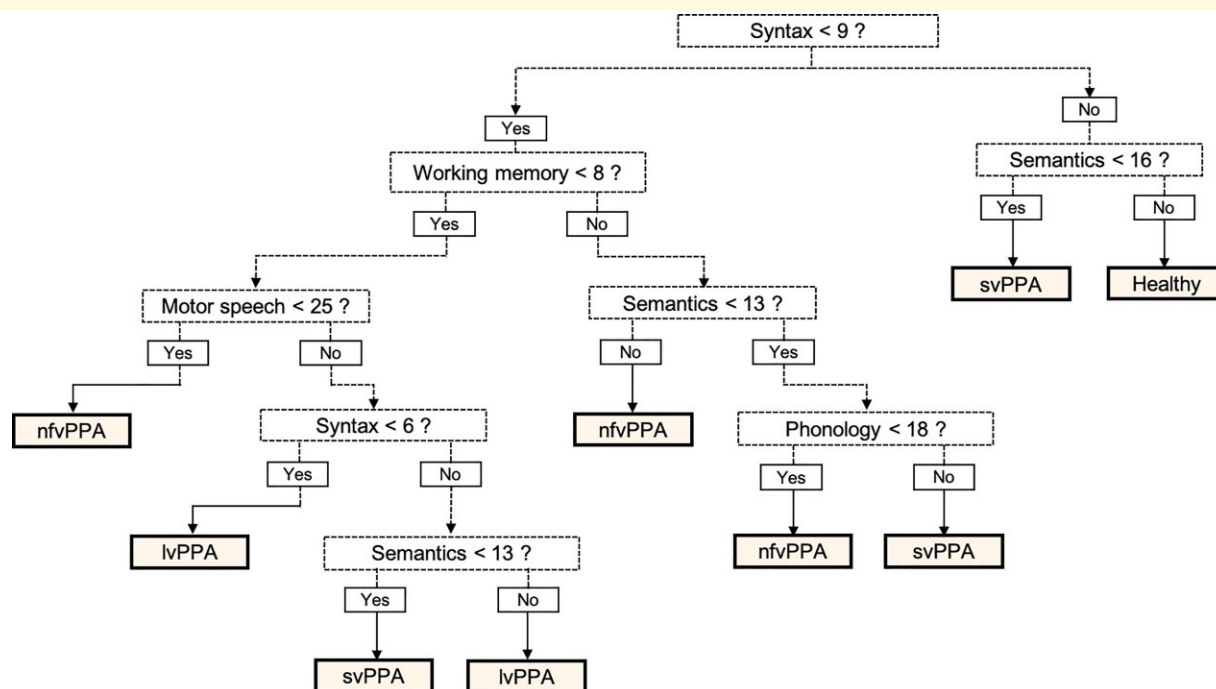 Syntax < 9 ?
Yes
No
Working memory < 8 ?
Semantics < 16 ?
Yes
No
Yes
No
svPPA
Healthy
Motor speech < 25 ?
Semantics < 13 ?
Yes
No
No
Yes
nfvPPA
Syntax < 6 ?
nfvPPA
Phonology < 18 ?
Yes
No
Yes
No
lvPPA
Semantics < 13 ?
nfvPPA
svPPA
Yes
No
svPPA
lvPPA